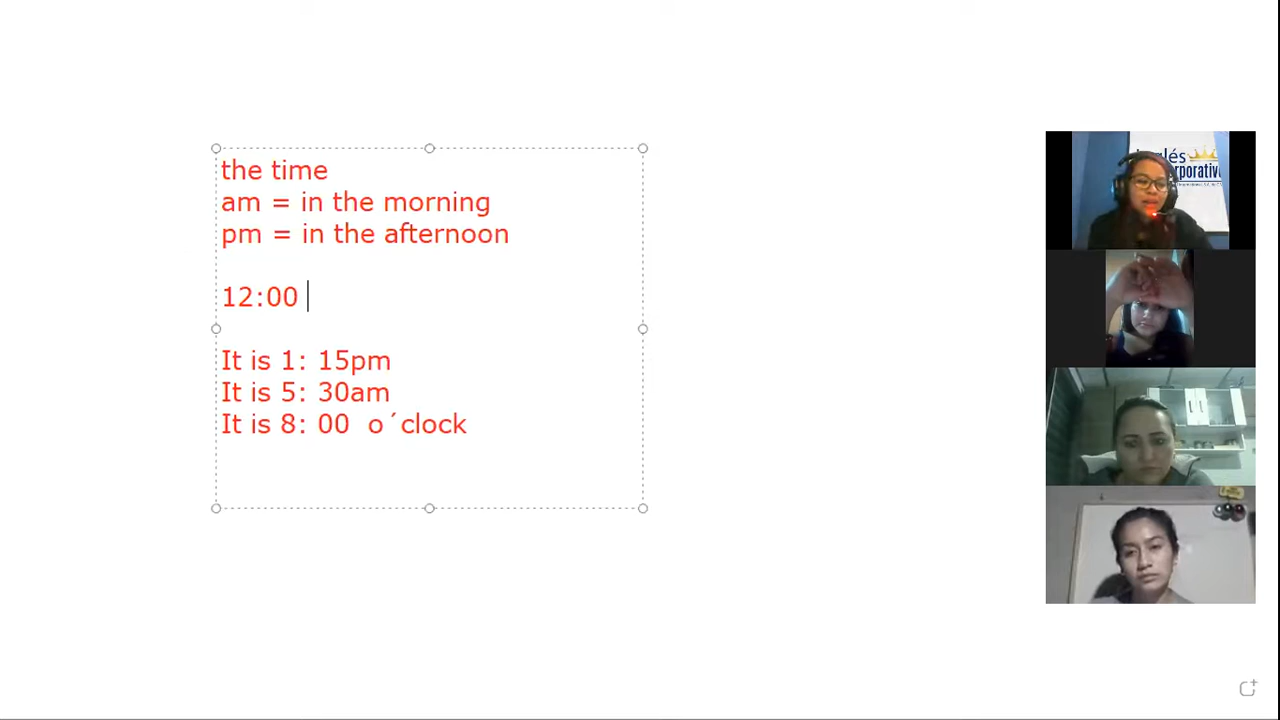 the time
am = in the morning
pm = in the afternoon
12:00
It is 1: 15pm
It is 5: 30am
It is 8: 00 o´clock